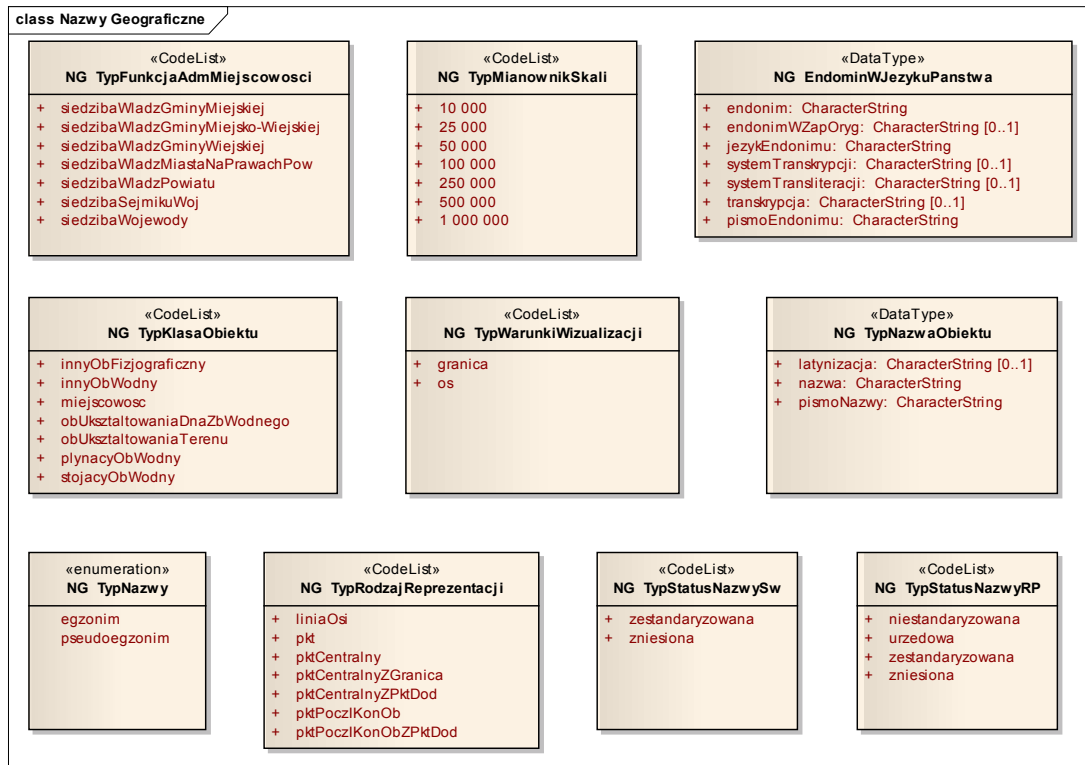 class Nazwy Geograficzne
«CodeList»
NG_TypFunkcjaAdmMiejscowosci
+ siedzibaWladzGminyMiejskiej
+ siedzibaWladzGminyMiejsko-Wiejskiej
+ siedzibaWladzGminyWiejskiej
+ siedzibaWladzMiastaNaPrawachPow
+ siedzibaWladzPowiatu
+ siedzibaSejmikuWoj
+ siedzibaWojewody
«CodeList»
NG_TypMianownikSkali
+ 10 000
+ 25 000
+ 50 000
+ 100 000
+ 250 000
+ 500 000
+ 1 000 000
«DataType»
NG_EndominWJezykuPanstwa
+ endonim: CharacterString
+ endonimWZapOryg: CharacterString [0..1]
+ jezykEndonimu: CharacterString
+ systemTranskrypcji: CharacterString [0..1]
+ systemTransliteracji: CharacterString [0..1]
+ transkrypcja: CharacterString [0..1]
+ pismoEndonimu: CharacterString
«CodeList»
NG_TypKlasaObiektu
+ innyObFizjograficzny
+ innyObWodny
+ miejscowosc
+ obUksztaltowaniaDnaZbWodnego
+ obUksztaltowaniaTerenu
+ plynacyObWodny
+ stojacyObWodny
«CodeList»
NG_TypWarunkiWizualizacji
+ granica
+ os
«DataType»
NG_TypNazwaObiektu
+ latynizacja: CharacterString [0..1]
+ nazwa: CharacterString
+ pismoNazwy: CharacterString
«enumeration»
NG_TypNazwy
egzonim
pseudoegzonim
«CodeList»
NG_TypRodzajReprezentacji
+ liniaOsi
+ pkt
+ pktCentralny
+ pktCentralnyZGranica
+ pktCentralnyZPktDod
+ pktPoczIKonOb
+ pktPoczIKonObZPktDod
«CodeList»
NG_TypStatusNazwySw
+ zestandaryzowana
+ zniesiona
«CodeList»
NG_TypStatusNazwyRP
+ niestandaryzowana
+ urzedowa
+ zestandaryzowana
+ zniesiona